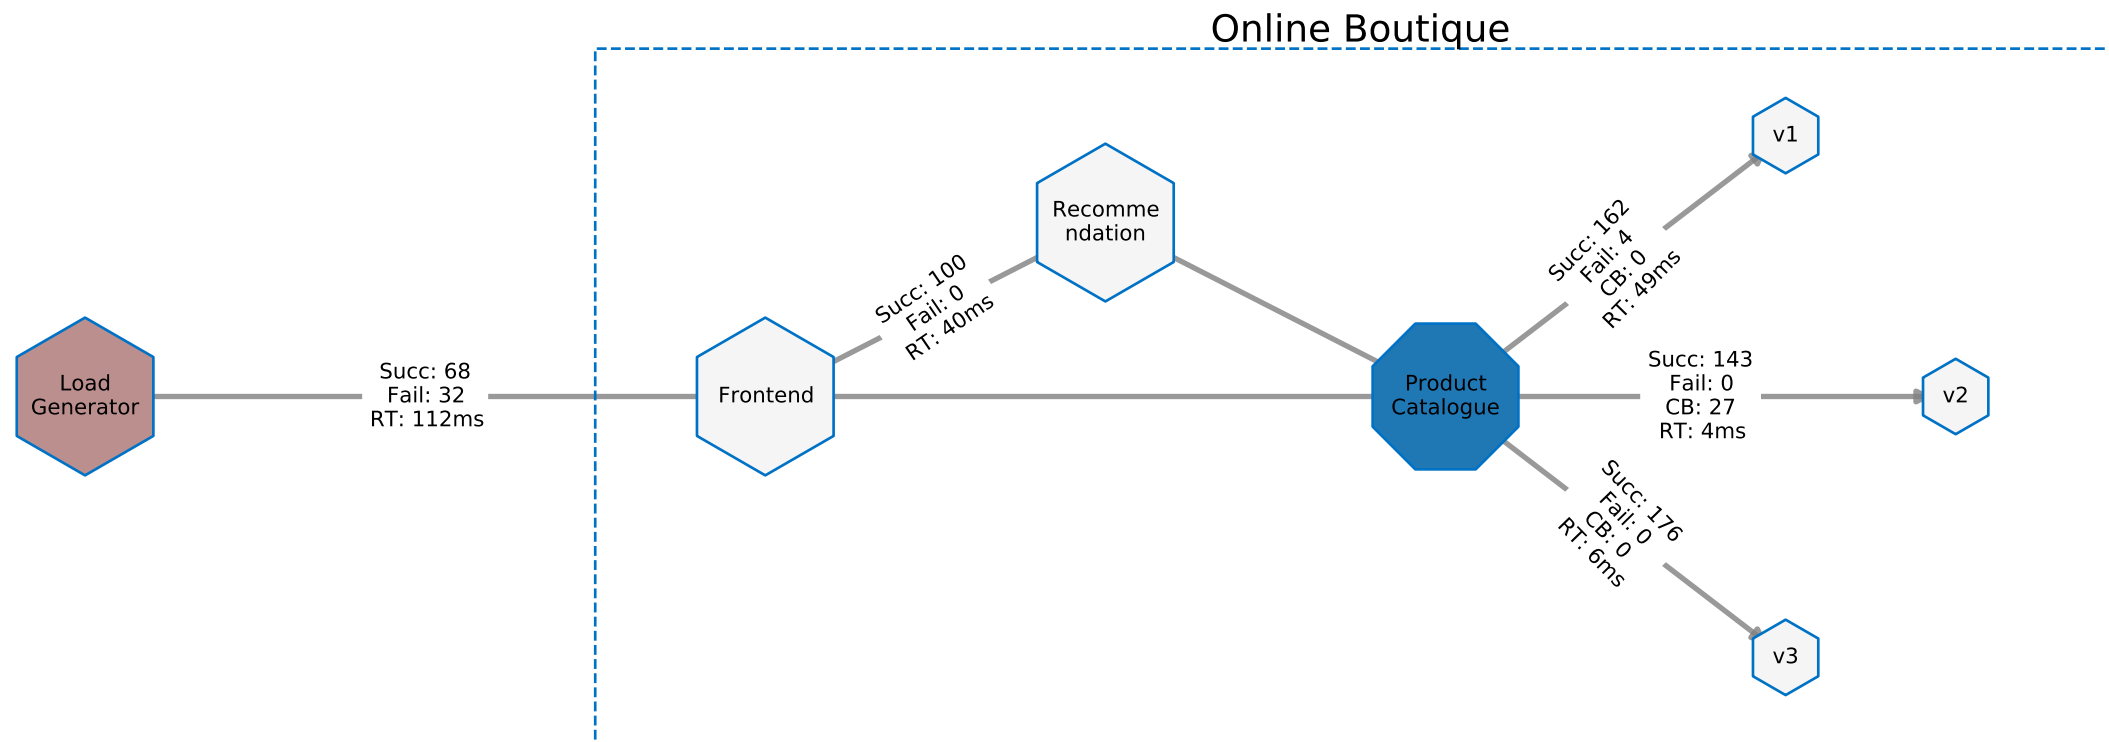 Online Boutique
Load
Generator
Succ: 68
Fail: 32
RT: 112ms
Frontend
Succ: 100
Fail: 0
RT: 40ms
Recomme
ndation
Product
Catalogue
Succ: 162
Fail: 4
CB: 0
RT: 49ms
v1
Succ: 143
Fail: 0
CB: 27
RT: 4ms
v2
Succ: 176
Fail: 0
CB: 0
RT: 6ms
v3